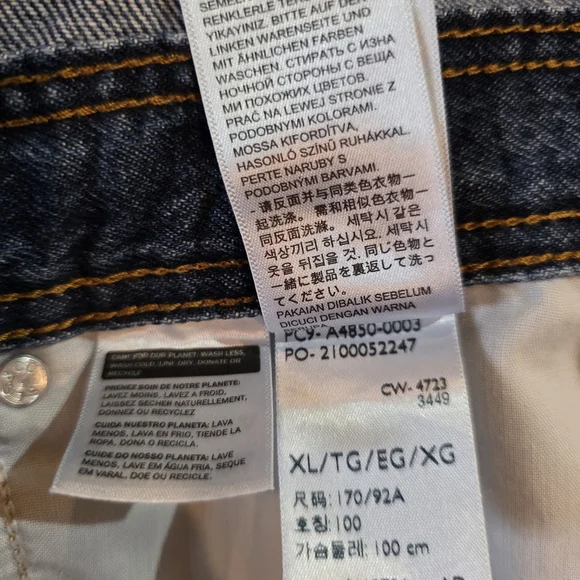 RENKLERLE TERSTEN
YIKAYINIZ. BITTE AUF DER
LINKEN WARENSEITE UND
MIT ÄHNLICHEN FARBEN
WASCHEN. СТИРАТЬ С ИЗНА
НОЧНОЙ СТОРОНЫ С ВЕЩА
МИ ПОХОЖИХ ЦВЕТОВ.
PRAĆ NA LEWEJ STRONIE Z
PODOBNYMI KOLORAMI.
MOSSA KIFORDÍTVA,
HASONLÓ SZÍNŰ RUHÁKKAL.
PERTE NARUBY S
PODOBNÝMI BARVAMI.
- 请反面并与同类色衣物一
起洗涤。需和相似色衣物一
同反面洗滌。세탁시 같은
색상끼리 하십시오. 세탁시
옷을 뒤집어 다. 同じ色物と
一緒に製品を裏返して洗っ
てください。
PAKAIAN DIBALIK SEBELUM
DICUCI DENGAN WARNA
PC9- A4850-0003
PO- 2100052247
CW- 4723
3449
XL/TG/EG/XG
尺码: 170/92A
호칭: 100
가슴둘레: 100 cm
CARE FOR OUR PLANET: WASH LESS,
WASH COLD, LINE DRY, DONATE OR
RECYCLE
PRENEZ SOIN DE NOTRE PLANÈTE:
LAVEZ MOINS, LAVEZ A FROID,
LAISSEZ SÉCHER NATURELLEMENT,
DONNEZ OU RECYCLEZ
CUIDA NUESTRO PLANETA: LAVA
MENOS, LAVA EN FRIO, TIENDE LA
ROPA, DONA O RECICLA.
CUIDE DO NOSSO PLANETA: LAVE
MENOS, LAVE EM ÁGUA FRIA, SEQUE
EM VARAL, DOE OU RECICLE.